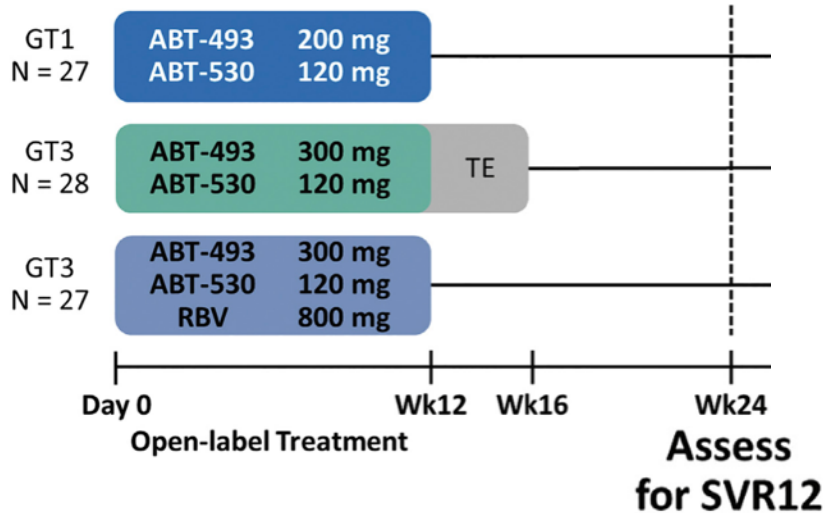 GT1
N = 27
ABT-493 200 mg
ABT-530 120 mg
GT3
N = 28
ABT-493 300 mg
ABT-530 120 mg
TE
GT3
N = 27
ABT-493 300 mg
ABT-530 120 mg
RBV 800 mg
Day 0 Wk12 Wk16 Wk24
Open-label Treatment
Assess
for SVR12